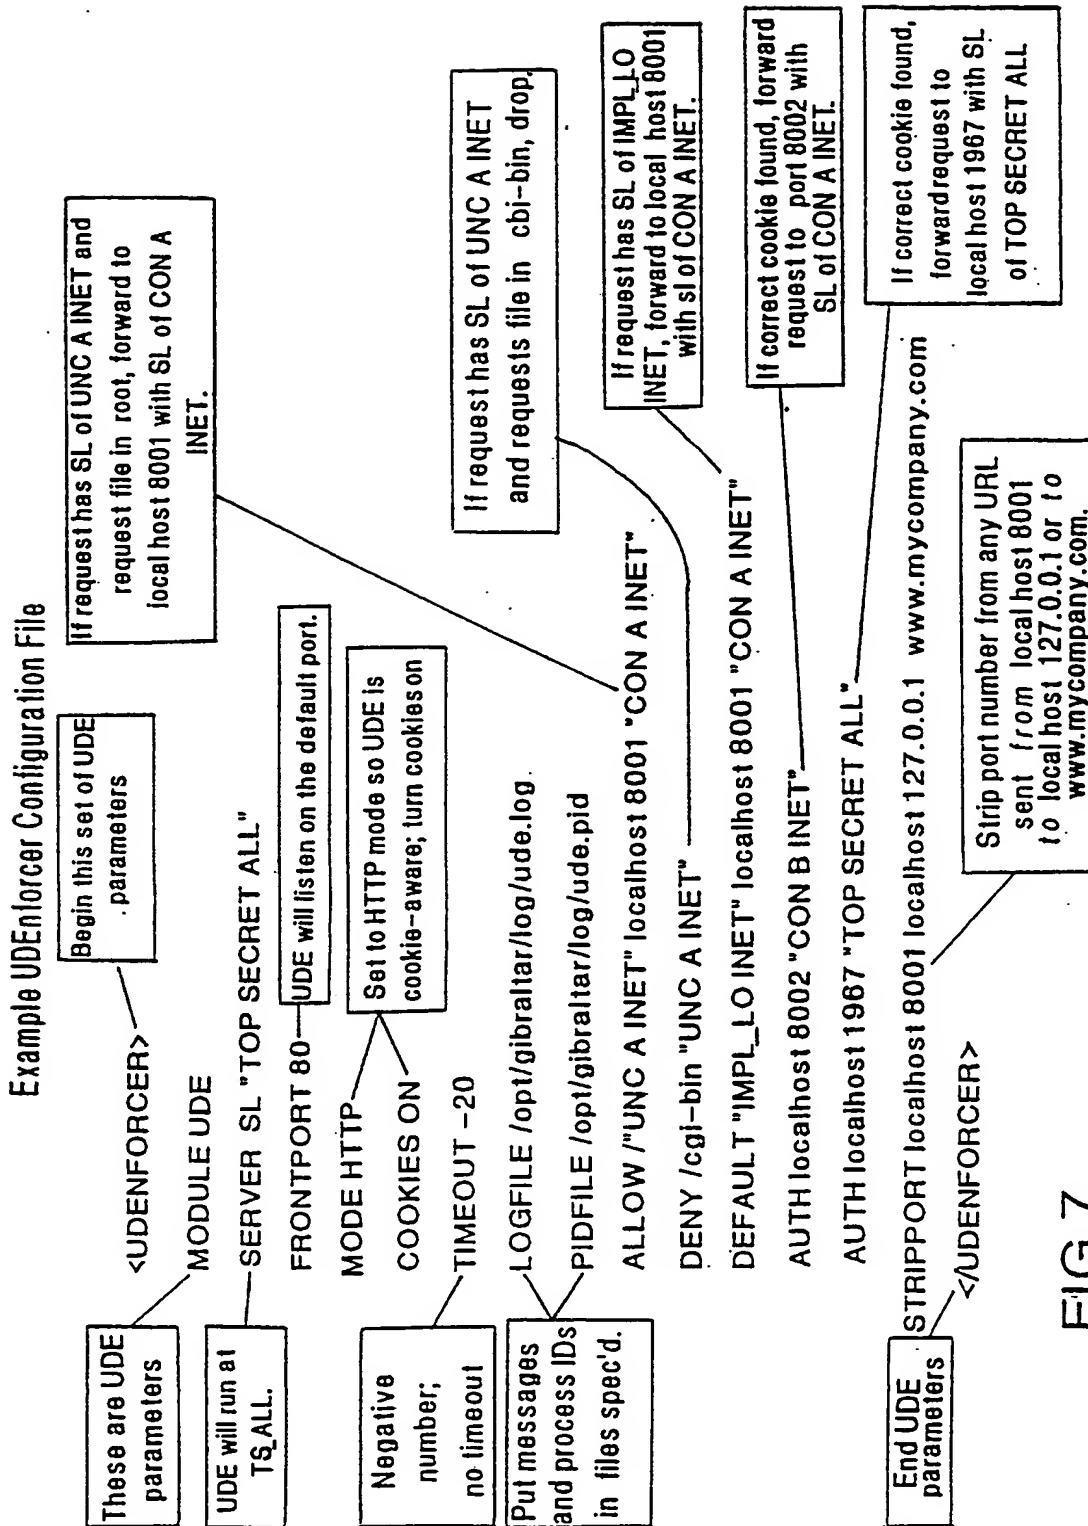 Example UDEnforcer Configuration File
These are UDE
parameters
UDE will run at
TS_ALL.
Negative
number;
no timeout
Put messages
and process IDs
in files spec'd.
End UDE
parameters
<UDENFORCER>
MODULE UDE
SERVER SL "TOP SECRET ALL"
FRONTPORT 80
MODE HTTP
COOKIES ON
TIMEOUT -20
LOGFILE /opt/gibraltar/log/ude.log.
PIDFILE /opt/gibraltar/log/ude.pid
ALLOW /"UNC A INET" localhost 8001 "CON A INET"
DENY /cgi-bin "UNC A INET"
DEFAULT "IMPL_LO INET" localhost 8001 "CON A INET"
AUTH localhost 8002 "CON B INET"
AUTH localhost 1967 "TOP SECRET ALL"
STRIPPORT localhost 8001 localhost 127.0.0.1 www.mycompany.com
</UDENFORCER>
Begin this set of UDE
.parameters
UDE will listen on the default port.
Set to HTTP mode so UDE is
cookie-aware; turn cookies on
If request has SL of UNC A INET and
request file in root, forward to
local host 8001 with SL of CON A
INET.
If request has SL of UNC A INET
and requests file in cbi-bin, drop.
If request has SL of IMPL_LO
INET, forward to local host 8001
with sl of CON A INET.
If correct cookie found, forward
request to port 8002 with
SL of CON A INET.
If correct cookie found,
forward request to
local host 1967 with SL
of TOP SECRET ALL
Strip port number from any URL
sent from local host 8001
to local host 127.0.0.1 or to
www.mycompany.com.
FIG 7